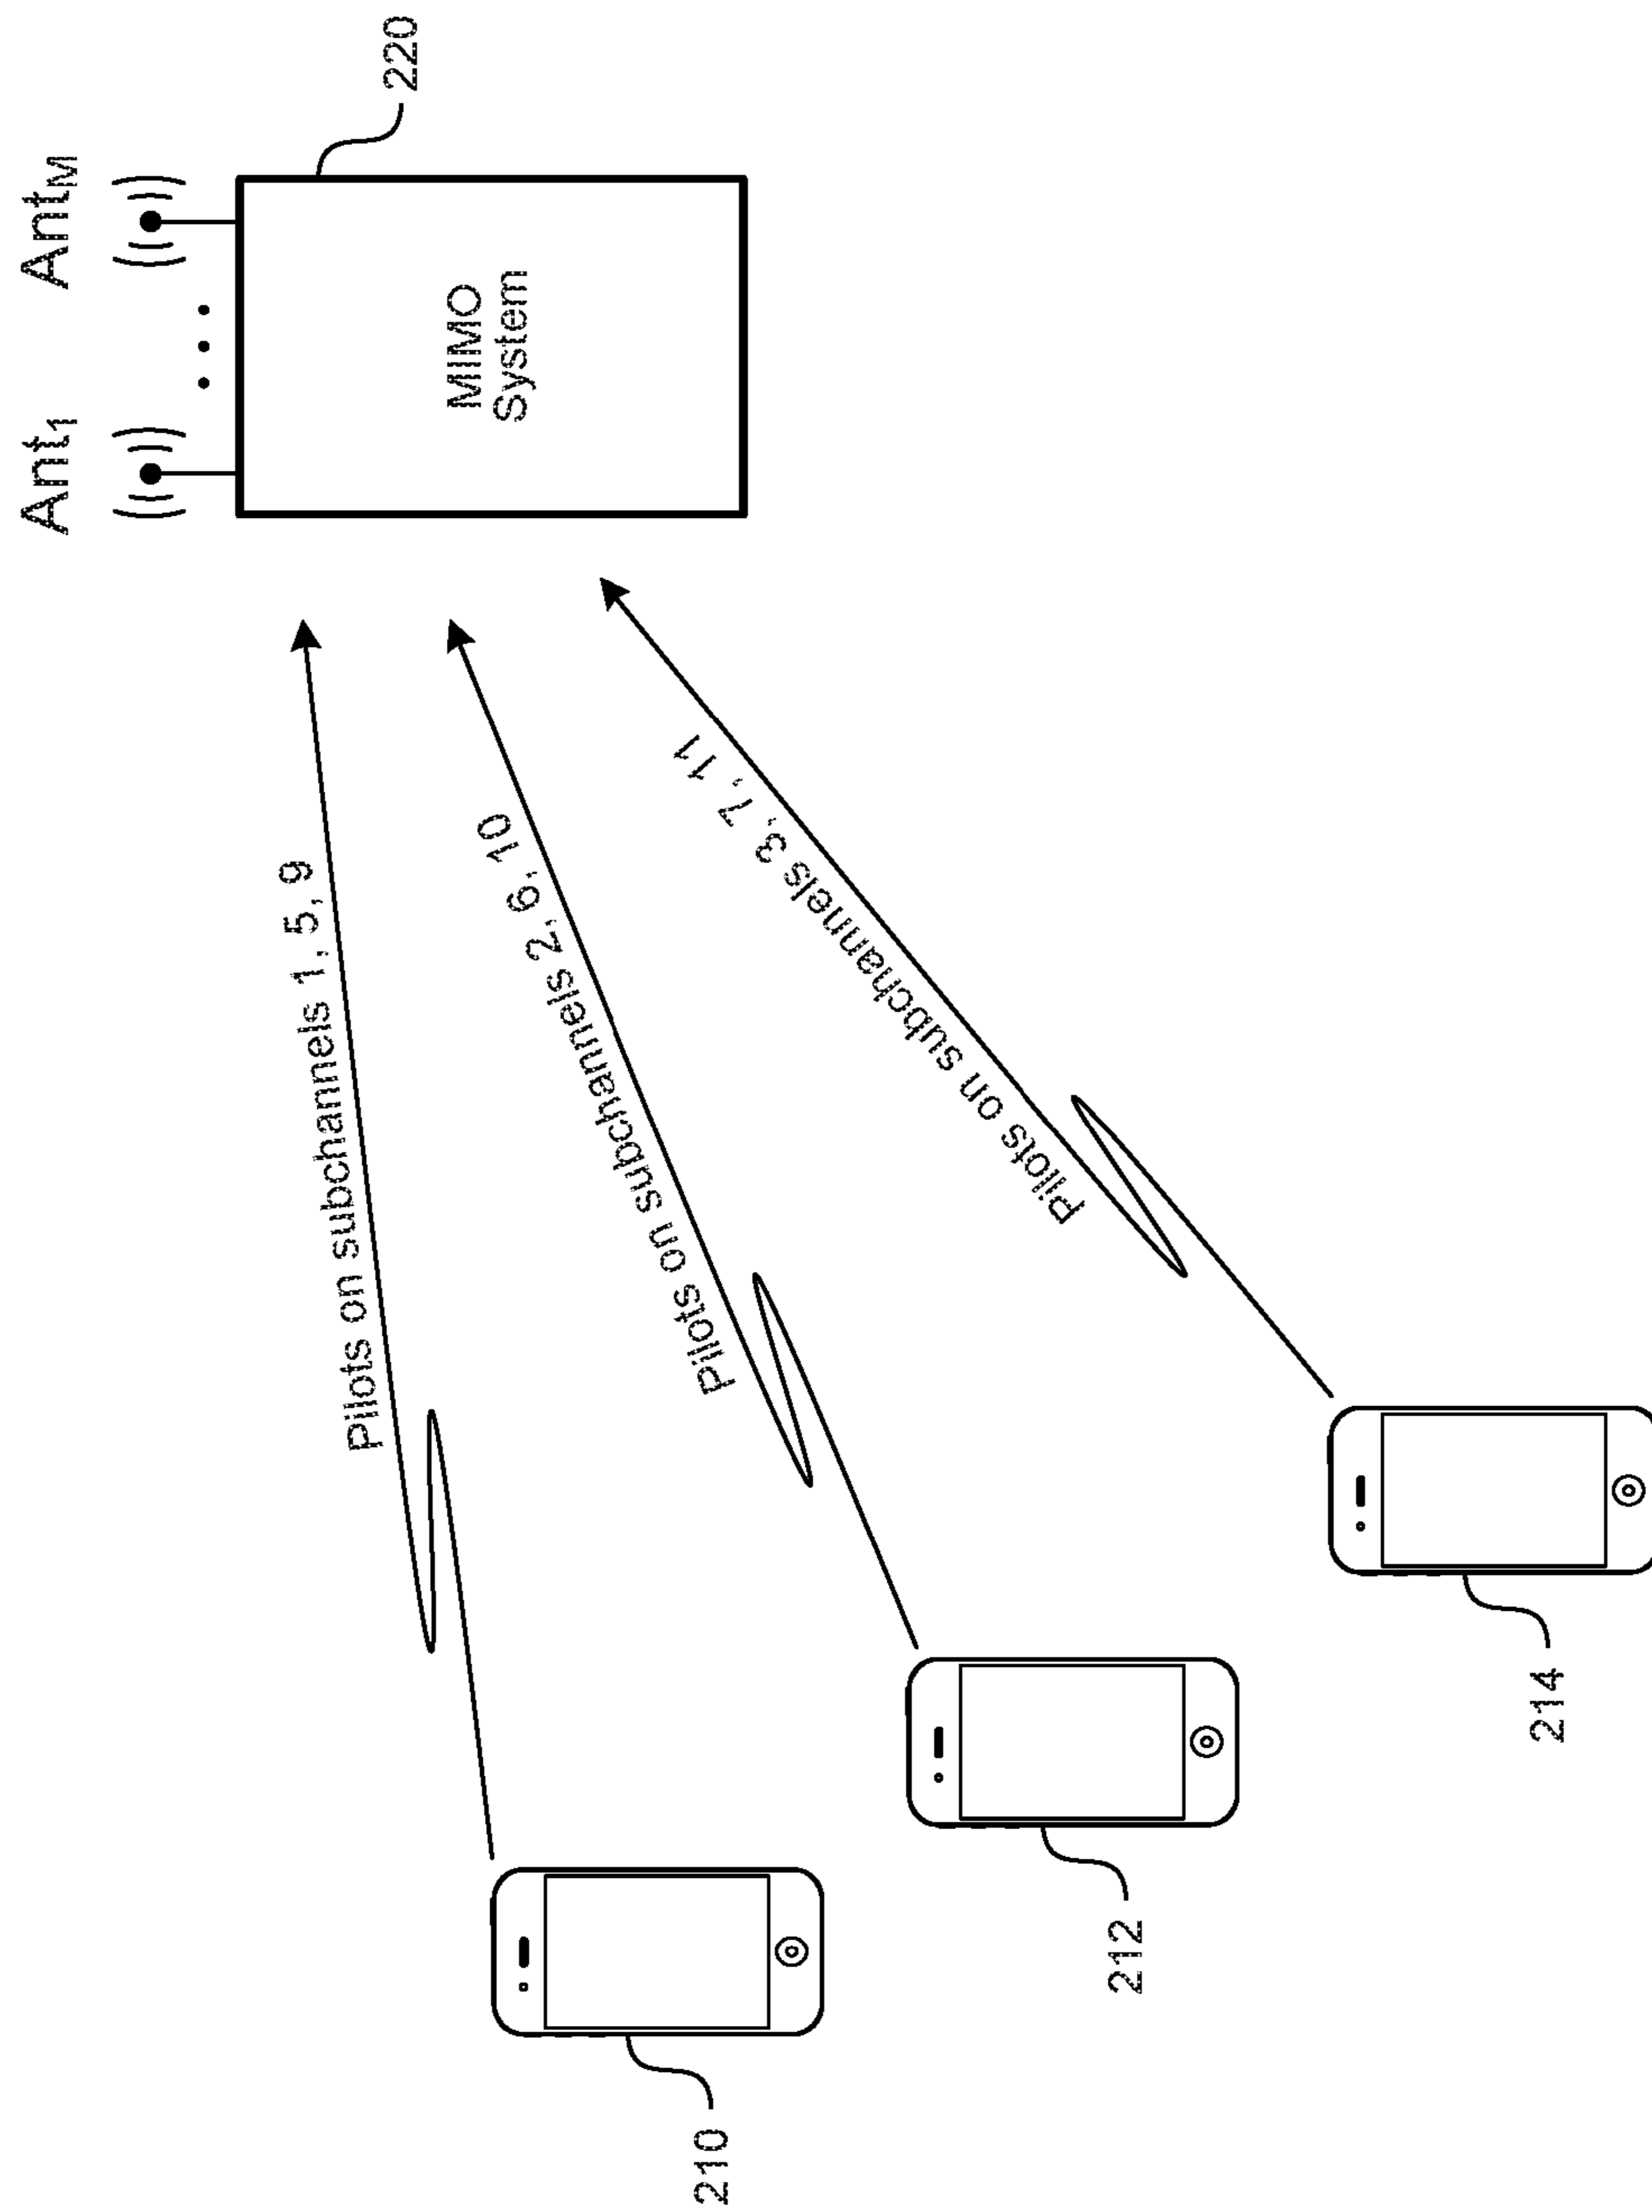 Ant1
AntM
220
MIMO
System
Pilots on subchannels 1, 5, 9
Pilots on subchannels 2, 6, 10
Pilots on subchannels 3, 7, 11
210
212
214